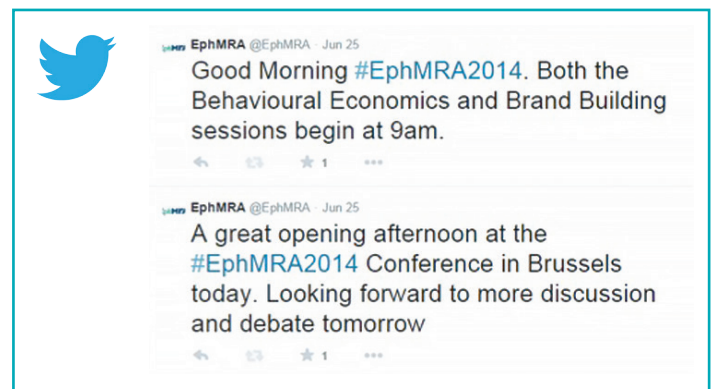 EphMRA @EphMRA · Jun 25
Good Morning #EphMRA2014. Both the
Behavioural Economics and Brand Building
sessions begin at 9am.
1
EphMRA @EphMRA · Jun 25
A great opening afternoon at the
#EphMRA2014 Conference in Brussels
today. Looking forward to more discussion
and debate tomorrow
1